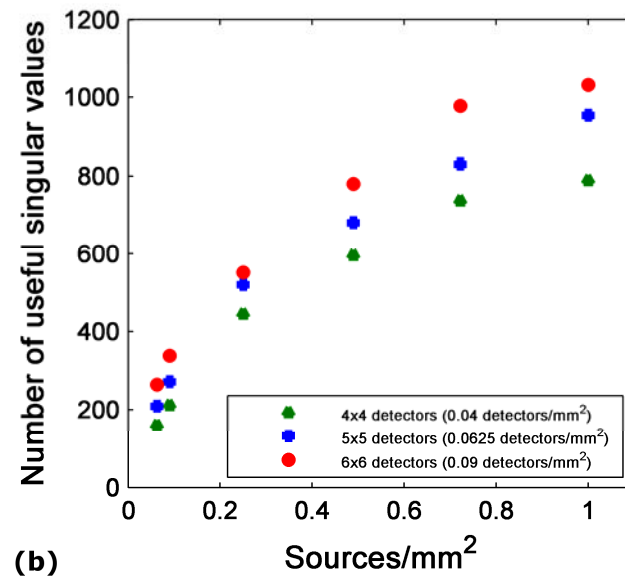 1200
1000
800
600
400
200
0
Number of useful singular values
4x4 detectors (0.04 detectors/mm²)
5x5 detectors (0.0625 detectors/mm²)
6x6 detectors (0.09 detectors/mm²)
0 0.2 0.4 0.6 0.8 1
Sources/mm²
(b)